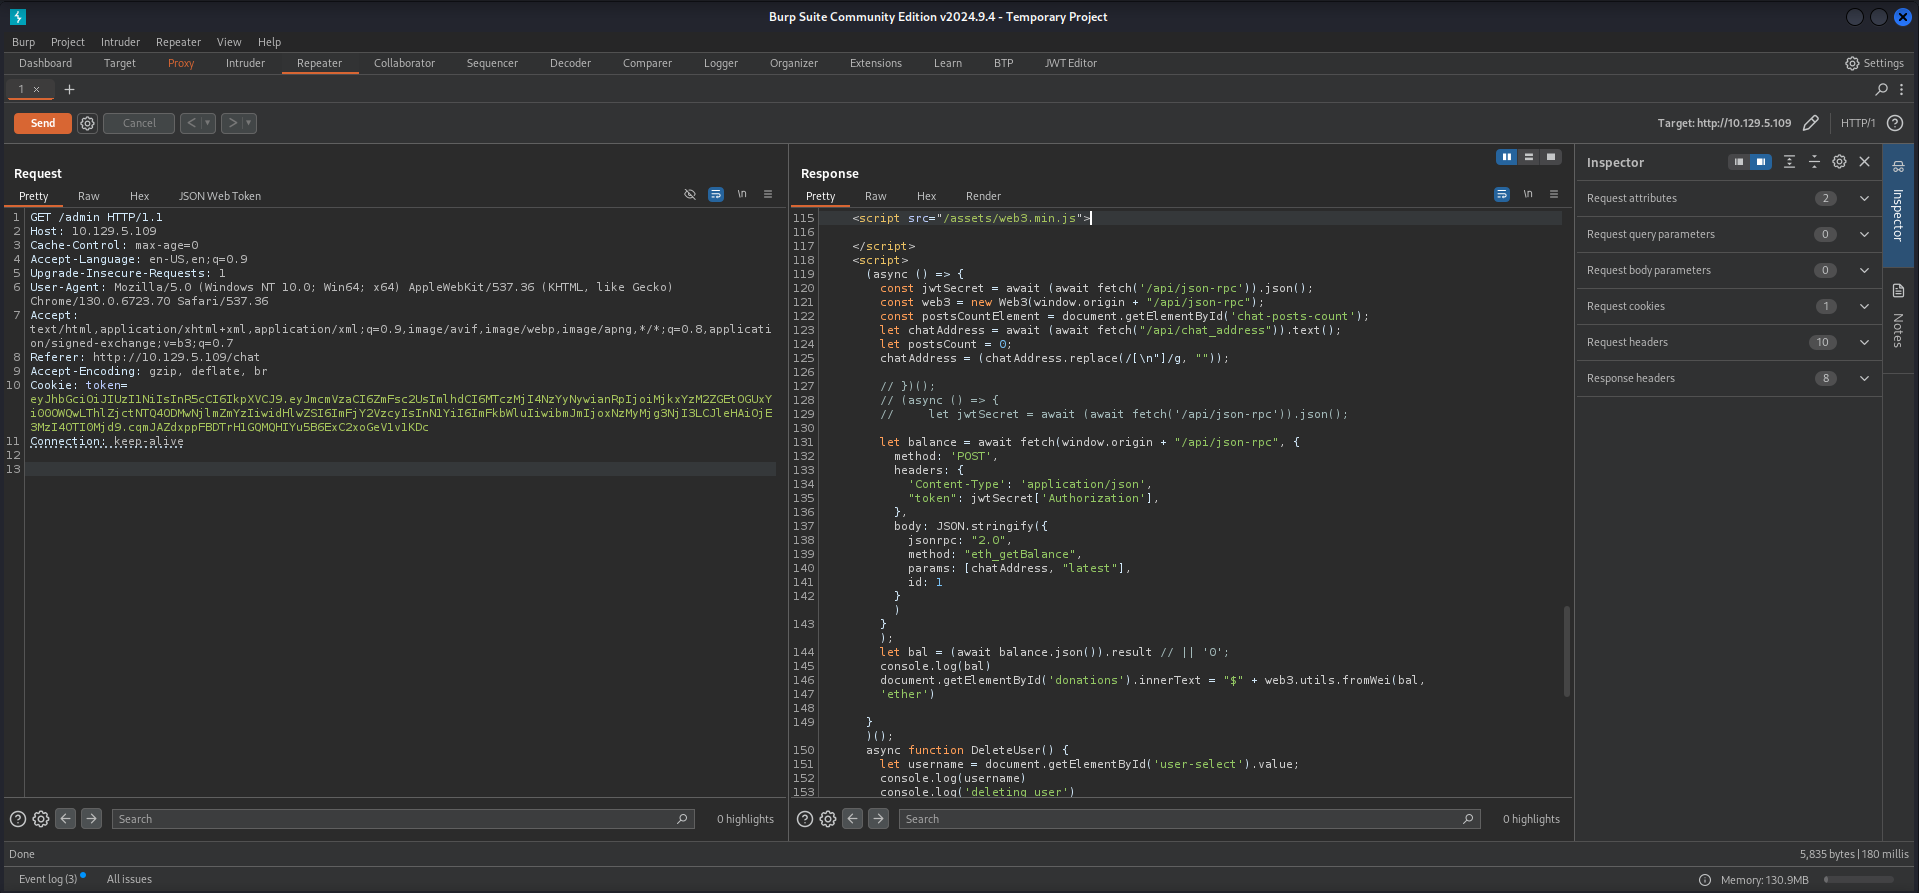 Burp Suite Community Edition v2024.9.4 - Temporary Project
Burp Project Intruder Repeater View Help
Dashboard Target Proxy Intruder Repeater Collaborator Sequencer Decoder Comparer Logger Organizer Extensions Learn BTP JWT Editor Settings
1 × +
Send Cancel < > Target: http://10.129.5.109 HTTP/1
Request
Pretty Raw Hex JSON Web Token \n
1 GET /admin HTTP/1.1
2 Host: 10.129.5.109
3 Cache-Control: max-age=0
4 Accept-Language: en-US,en;q=0.9
5 Upgrade-Insecure-Requests: 1
6 User-Agent: Mozilla/5.0 (Windows NT 10.0; Win64; x64) AppleWebKit/537.36 (KHTML, like Gecko)
Chrome/130.0.6723.70 Safari/537.36
7 Accept:
text/html,application/xhtml+xml,application/xml;q=0.9,image/avif,image/webp,image/apng,*/*;q=0.8,applicati
on/signed-exchange;v=b3;q=0.7
8 Referer: http://10.129.5.109/chat
9 Accept-Encoding: gzip, deflate, br
10 Cookie: token=
11 Connection: keep-alive
12
13
Search 0 highlights
Response
Pretty Raw Hex Render \n
115 <script src="/assets/web3.min.js">
116
117 </script>
118 <script>
119 (async () => {
120 const jwtSecret = await (await fetch('/api/json-rpc')).json();
121 const web3 = new Web3(window.origin + "/api/json-rpc");
122 const postsCountElement = document.getElementById('chat-posts-count');
123 let chatAddress = await (await fetch("/api/chat_address")).text();
124 let postsCount = 0;
125 chatAddress = (chatAddress.replace(/[\n"]/g, ""));
126
127 // })();
128 // (async () => {
129 // let jwtSecret = await (await fetch('/api/json-rpc')).json();
130
131 let balance = await fetch(window.origin + "/api/json-rpc", {
132 method: 'POST',
133 headers: {
134 'Content-Type': 'application/json',
135 "token": jwtSecret['Authorization'],
136 },
137 body: JSON.stringify({
138 jsonrpc: "2.0",
139 method: "eth_getBalance",
140 params: [chatAddress, "latest"],
141 id: 1
142 }
)
143 }
);
144 let bal = (await balance.json()).result // || '0';
145 console.log(bal)
146 document.getElementById('donations').innerText = "$" + web3.utils.fromWei(bal,
147 'ether')
148
149 }
)();
150 async function DeleteUser() {
151 let username = document.getElementById('user-select').value;
152 console.log(username)
153 console.log('deleting user')
Search 0 highlights
Inspector
Request attributes 2
Request query parameters 0
Request body parameters 0
Request cookies 1
Request headers 10
Response headers 8
Inspector
Notes
Done 5,835 bytes | 180 millis
Event log (3) All issues Memory: 130.9MB